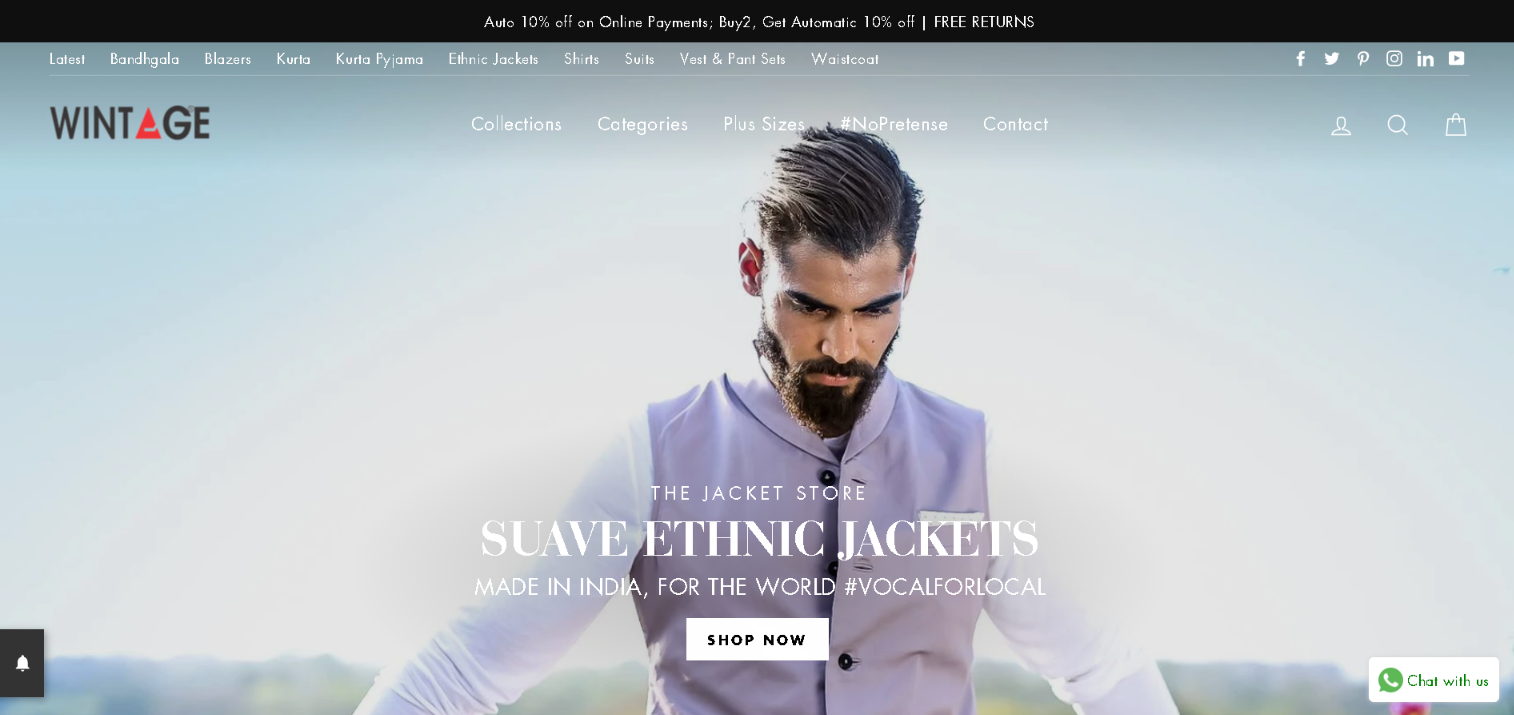 Auto 10% off on Online Payments; Buy2, Get Automatic 10% off | FREE RETURNS
Latest Bandhgala Blazers Kurta Kurta Pyjama Ethnic Jackets Shirts Suits Vest & Pant Sets Waistcoat
WINTAGE
Collections Categories Plus Sizes #NoPretense Contact
THE JACKET STORE
SUAVE ETHNIC JACKETS
MADE IN INDIA, FOR THE WORLD #VOCALFORLOCAL
SHOP NOW
Chat with us